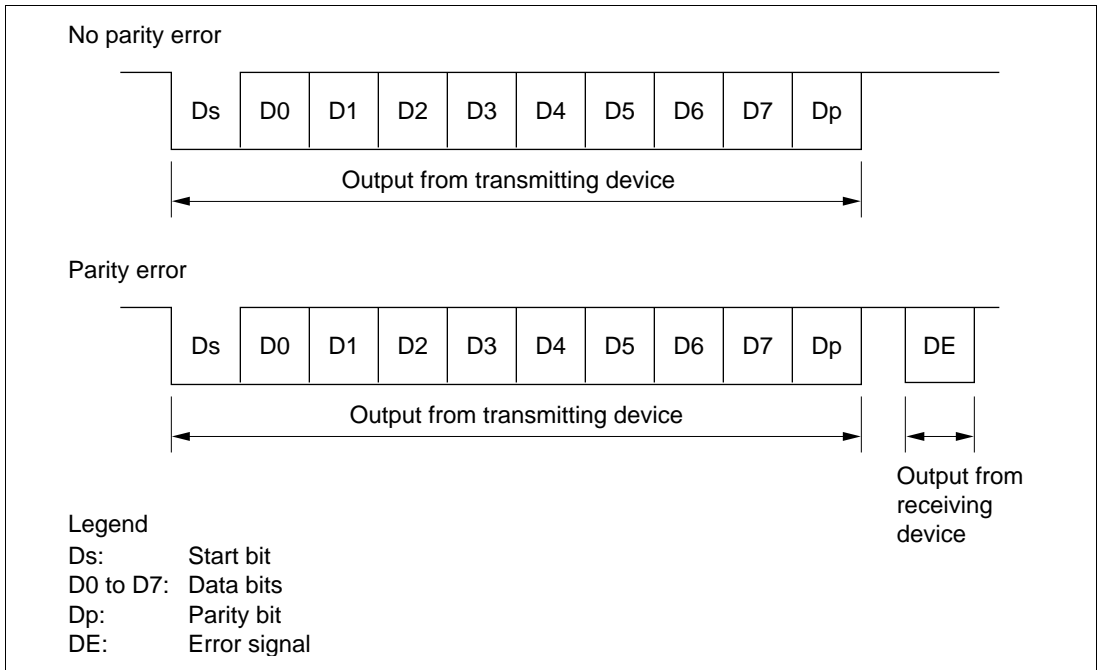 No parity error
Ds D0 D1 D2 D3 D4 D5 D6 D7 Dp
Output from transmitting device
Parity error
Ds D0 D1 D2 D3 D4 D5 D6 D7 Dp DE
Output from transmitting device
Output from
receiving
device
Legend
Ds: Start bit
D0 to D7: Data bits
Dp: Parity bit
DE: Error signal